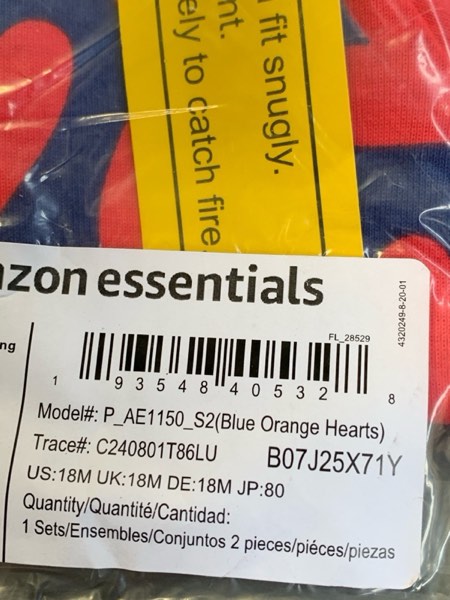 fit snugly.
nt.
ely to catch fire
azon essentials
4320249-8-20-01
ng
FL_28529
1 93548 40532 8
Model#: P_AE1150_S2(Blue Orange Hearts)
Trace#: C240801T86LU B07J25X71Y
US:18M UK:18M DE:18M JP:80
Quantity/Quantité/Cantidad:
1 Sets/Ensembles/Conjuntos 2 pieces/piéces/piezas